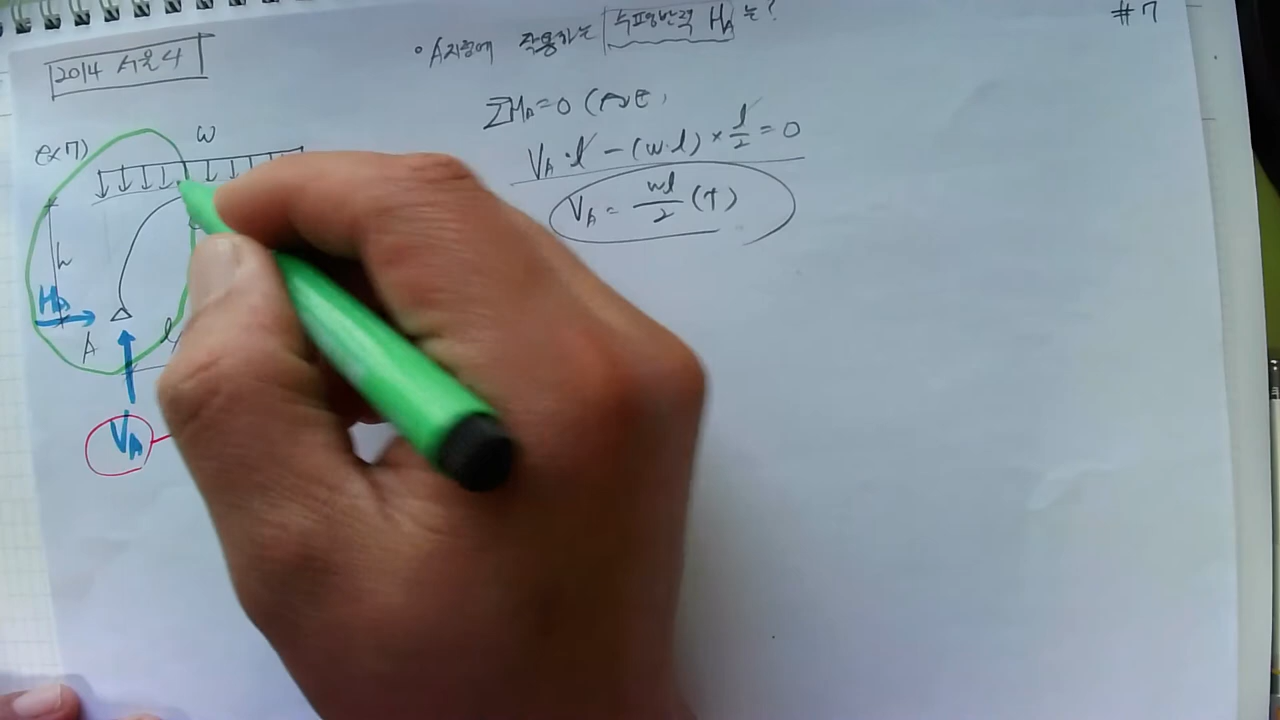 #7
2014 서울시
• A지점에 작용하는 수평반력 H_A 는?
ex7)
w
ΣM_B=0 (⊕
V_A·l - (w·l) × l/2 = 0
V_A = wl/2 (↑)
h
H_A
A
V_A